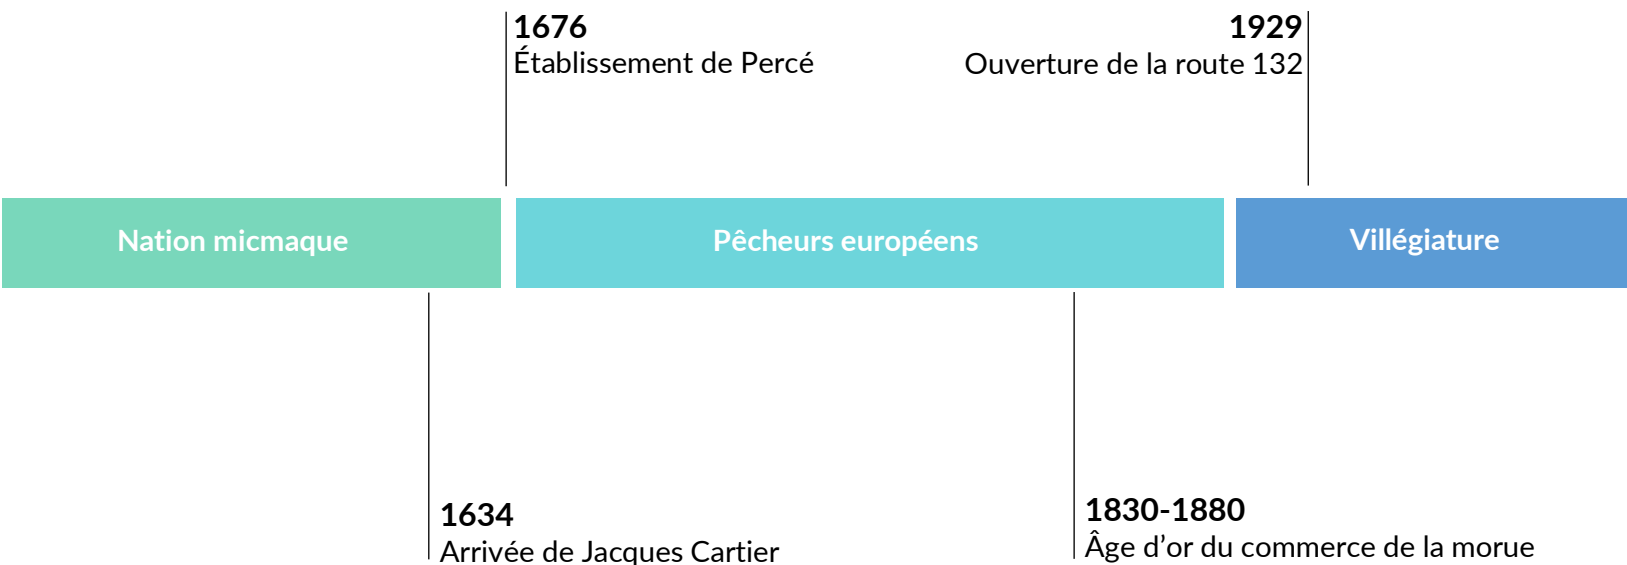 1676
Établissement de Percé
1929
Ouverture de la route 132
Nation micmaque
Pêcheurs européens
Villégiature
1634
Arrivée de Jacques Cartier
1830-1880
Âge d’or du commerce de la morue